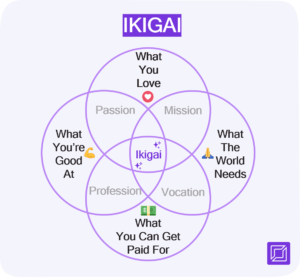 IKIGAI
What
You
Love
Passion
Mission
What
You're
Good
At
Ikigai
What
The
World
Needs
Profession
Vocation
What
You Can Get
Paid For